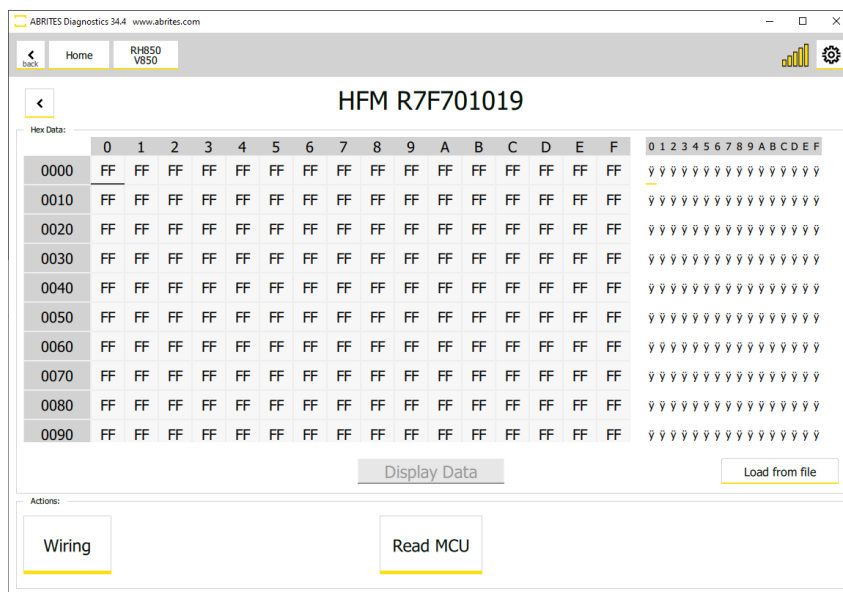 ABRITES Diagnostics 34.4 www.abrites.com
back
Home
RH850
V850
HFM R7F701019
Hex Data:
0 1 2 3 4 5 6 7 8 9 A B C D E F 0 1 2 3 4 5 6 7 8 9 A B C D E F
0000 FF FF FF FF FF FF FF FF FF FF FF FF FF FF FF FF ÿ ÿ ÿ ÿ ÿ ÿ ÿ ÿ ÿ ÿ ÿ ÿ ÿ ÿ ÿ ÿ
0010 FF FF FF FF FF FF FF FF FF FF FF FF FF FF FF FF ÿ ÿ ÿ ÿ ÿ ÿ ÿ ÿ ÿ ÿ ÿ ÿ ÿ ÿ ÿ ÿ
0020 FF FF FF FF FF FF FF FF FF FF FF FF FF FF FF FF ÿ ÿ ÿ ÿ ÿ ÿ ÿ ÿ ÿ ÿ ÿ ÿ ÿ ÿ ÿ ÿ
0030 FF FF FF FF FF FF FF FF FF FF FF FF FF FF FF FF ÿ ÿ ÿ ÿ ÿ ÿ ÿ ÿ ÿ ÿ ÿ ÿ ÿ ÿ ÿ ÿ
0040 FF FF FF FF FF FF FF FF FF FF FF FF FF FF FF FF ÿ ÿ ÿ ÿ ÿ ÿ ÿ ÿ ÿ ÿ ÿ ÿ ÿ ÿ ÿ ÿ
0050 FF FF FF FF FF FF FF FF FF FF FF FF FF FF FF FF ÿ ÿ ÿ ÿ ÿ ÿ ÿ ÿ ÿ ÿ ÿ ÿ ÿ ÿ ÿ ÿ
0060 FF FF FF FF FF FF FF FF FF FF FF FF FF FF FF FF ÿ ÿ ÿ ÿ ÿ ÿ ÿ ÿ ÿ ÿ ÿ ÿ ÿ ÿ ÿ ÿ
0070 FF FF FF FF FF FF FF FF FF FF FF FF FF FF FF FF ÿ ÿ ÿ ÿ ÿ ÿ ÿ ÿ ÿ ÿ ÿ ÿ ÿ ÿ ÿ ÿ
0080 FF FF FF FF FF FF FF FF FF FF FF FF FF FF FF FF ÿ ÿ ÿ ÿ ÿ ÿ ÿ ÿ ÿ ÿ ÿ ÿ ÿ ÿ ÿ ÿ
0090 FF FF FF FF FF FF FF FF FF FF FF FF FF FF FF FF ÿ ÿ ÿ ÿ ÿ ÿ ÿ ÿ ÿ ÿ ÿ ÿ ÿ ÿ ÿ ÿ
Display Data
Load from file
Actions:
Wiring
Read MCU